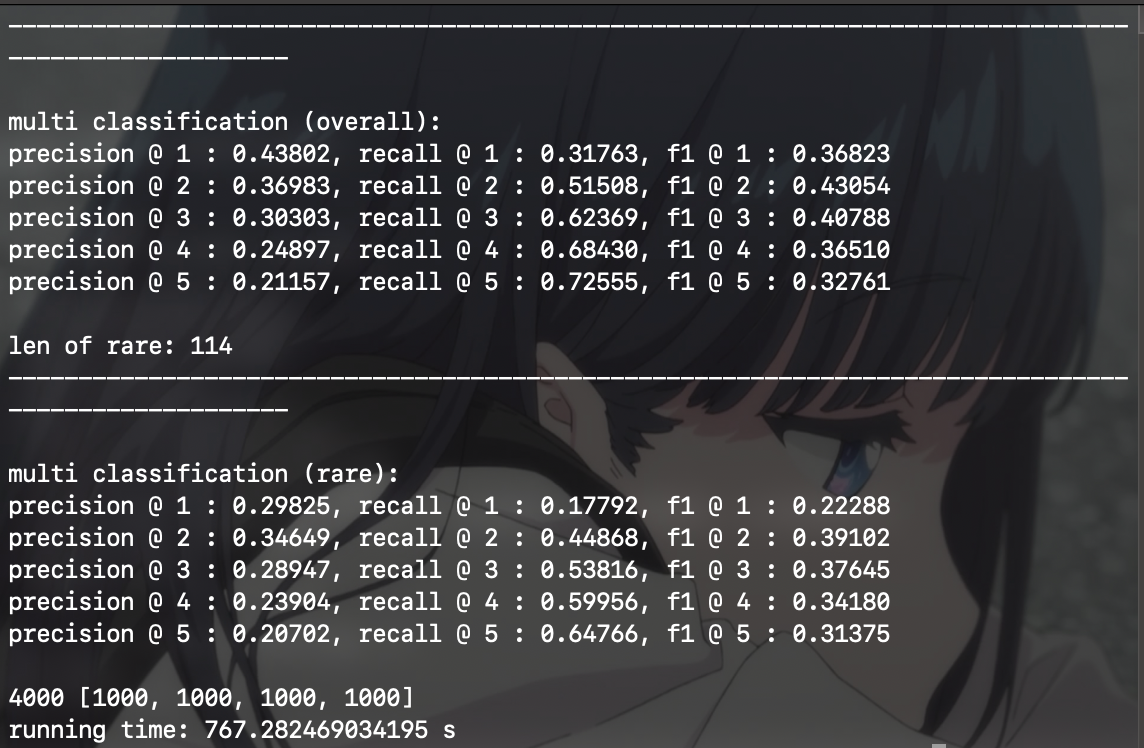 --------------------------------------------------------------------------------
--------------------
multi classification (overall):
precision @ 1 : 0.43802, recall @ 1 : 0.31763, f1 @ 1 : 0.36823
precision @ 2 : 0.36983, recall @ 2 : 0.51508, f1 @ 2 : 0.43054
precision @ 3 : 0.30303, recall @ 3 : 0.62369, f1 @ 3 : 0.40788
precision @ 4 : 0.24897, recall @ 4 : 0.68430, f1 @ 4 : 0.36510
precision @ 5 : 0.21157, recall @ 5 : 0.72555, f1 @ 5 : 0.32761
len of rare: 114
--------------------------------------------------------------------------------
--------------------
multi classification (rare):
precision @ 1 : 0.29825, recall @ 1 : 0.17792, f1 @ 1 : 0.22288
precision @ 2 : 0.34649, recall @ 2 : 0.44868, f1 @ 2 : 0.39102
precision @ 3 : 0.28947, recall @ 3 : 0.53816, f1 @ 3 : 0.37645
precision @ 4 : 0.23904, recall @ 4 : 0.59956, f1 @ 4 : 0.34180
precision @ 5 : 0.20702, recall @ 5 : 0.64766, f1 @ 5 : 0.31375
4000 [1000, 1000, 1000, 1000]
running time: 767.282469034195 s